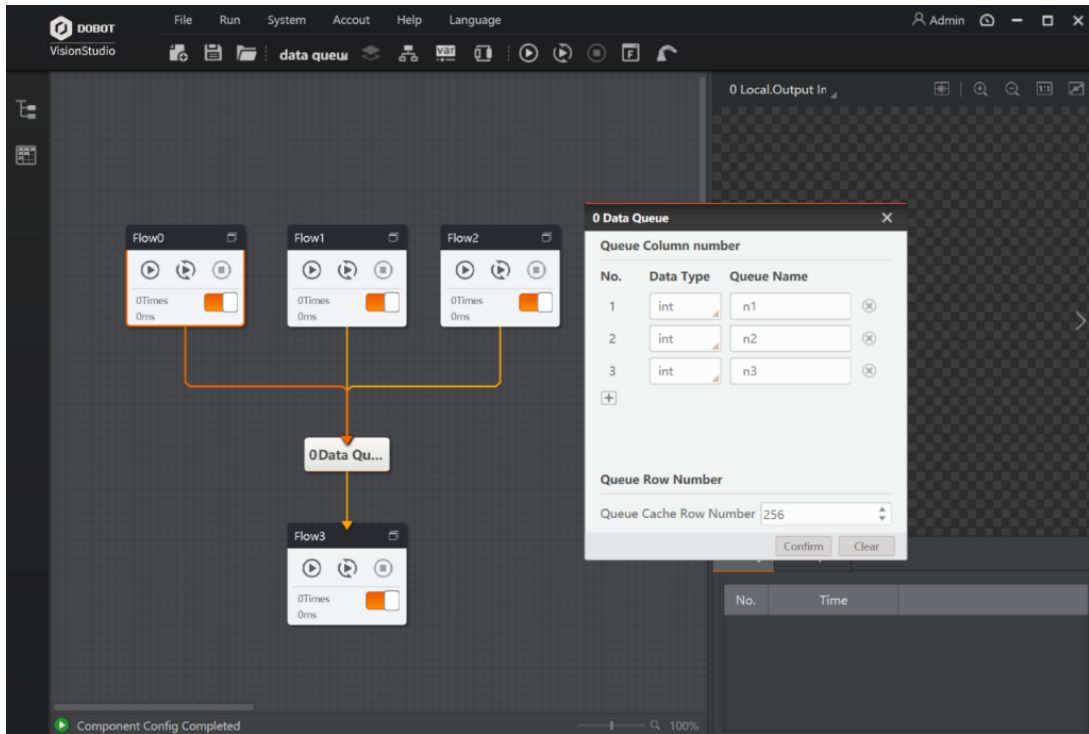 DOBOT
VisionStudio
File Run System Accout Help Language
Admin
data queu
0 Local.Output In
1:1
Flow0
0Times
0ms
Flow1
0Times
0ms
Flow2
0Times
0ms
0Data Qu...
Flow3
0Times
0ms
0 Data Queue
Queue Column number
No. Data Type Queue Name
1 int n1
2 int n2
3 int n3
Queue Row Number
Queue Cache Row Number 256
Confirm Clear
No. Time
Component Config Completed
100%